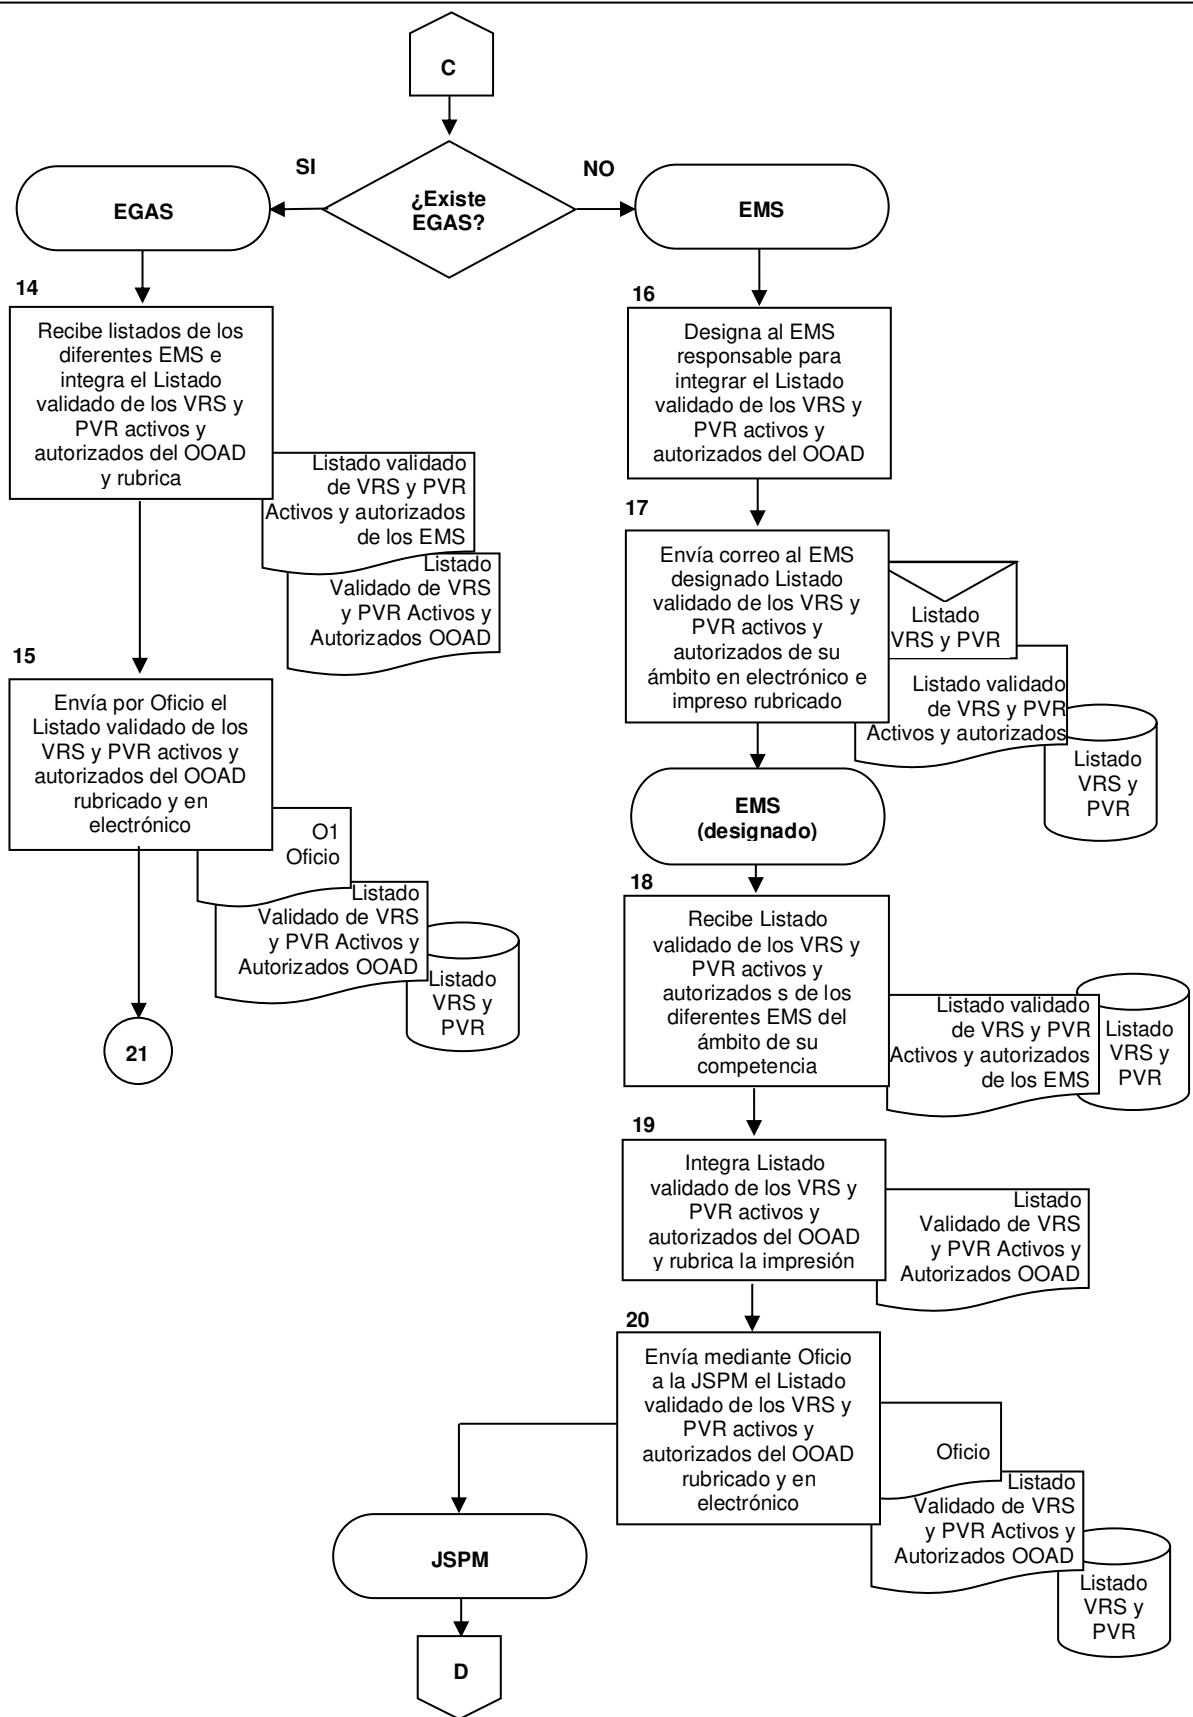 C
SI
NO
¿Existe
EGAS?
EGAS
EMS
14
Recibe listados de los
diferentes EMS e
integra el Listado
validado de los VRS y
PVR activos y
autorizados del OOAD
y rubrica
Listado validado
de VRS y PVR
Activos y autorizados
de los EMS
Listado
Validado de VRS
y PVR Activos y
Autorizados OOAD
15
Envía por Oficio el
Listado validado de los
VRS y PVR activos y
autorizados del OOAD
rubricado y en
electrónico
O1
Oficio
Listado
Validado de VRS
y PVR Activos y
Autorizados OOAD
Listado
VRS y
PVR
21
16
Designa al EMS
responsable para
integrar el Listado
validado de los VRS y
PVR activos y
autorizados del OOAD
17
Envía correo al EMS
designado Listado
validado de los VRS y
PVR activos y
autorizados de su
ámbito en electrónico e
impreso rubricado
Listado
VRS y PVR
Listado validado
de VRS y PVR
Activos y autorizados
Listado
VRS y
PVR
EMS
(designado)
18
Recibe Listado
validado de los VRS y
PVR activos y
autorizados s de los
diferentes EMS del
ámbito de su
competencia
Listado validado
de VRS y PVR
Activos y autorizados
de los EMS
Listado
VRS y
PVR
19
Integra Listado
validado de los VRS y
PVR activos y
autorizados del OOAD
y rubrica la impresión
Listado
Validado de VRS
y PVR Activos y
Autorizados OOAD
20
Envía mediante Oficio
a la JSPM el Listado
validado de los VRS y
PVR activos y
autorizados del OOAD
rubricado y en
electrónico
Oficio
Listado
Validado de VRS
y PVR Activos y
Autorizados OOAD
Listado
VRS y
PVR
JSPM
D